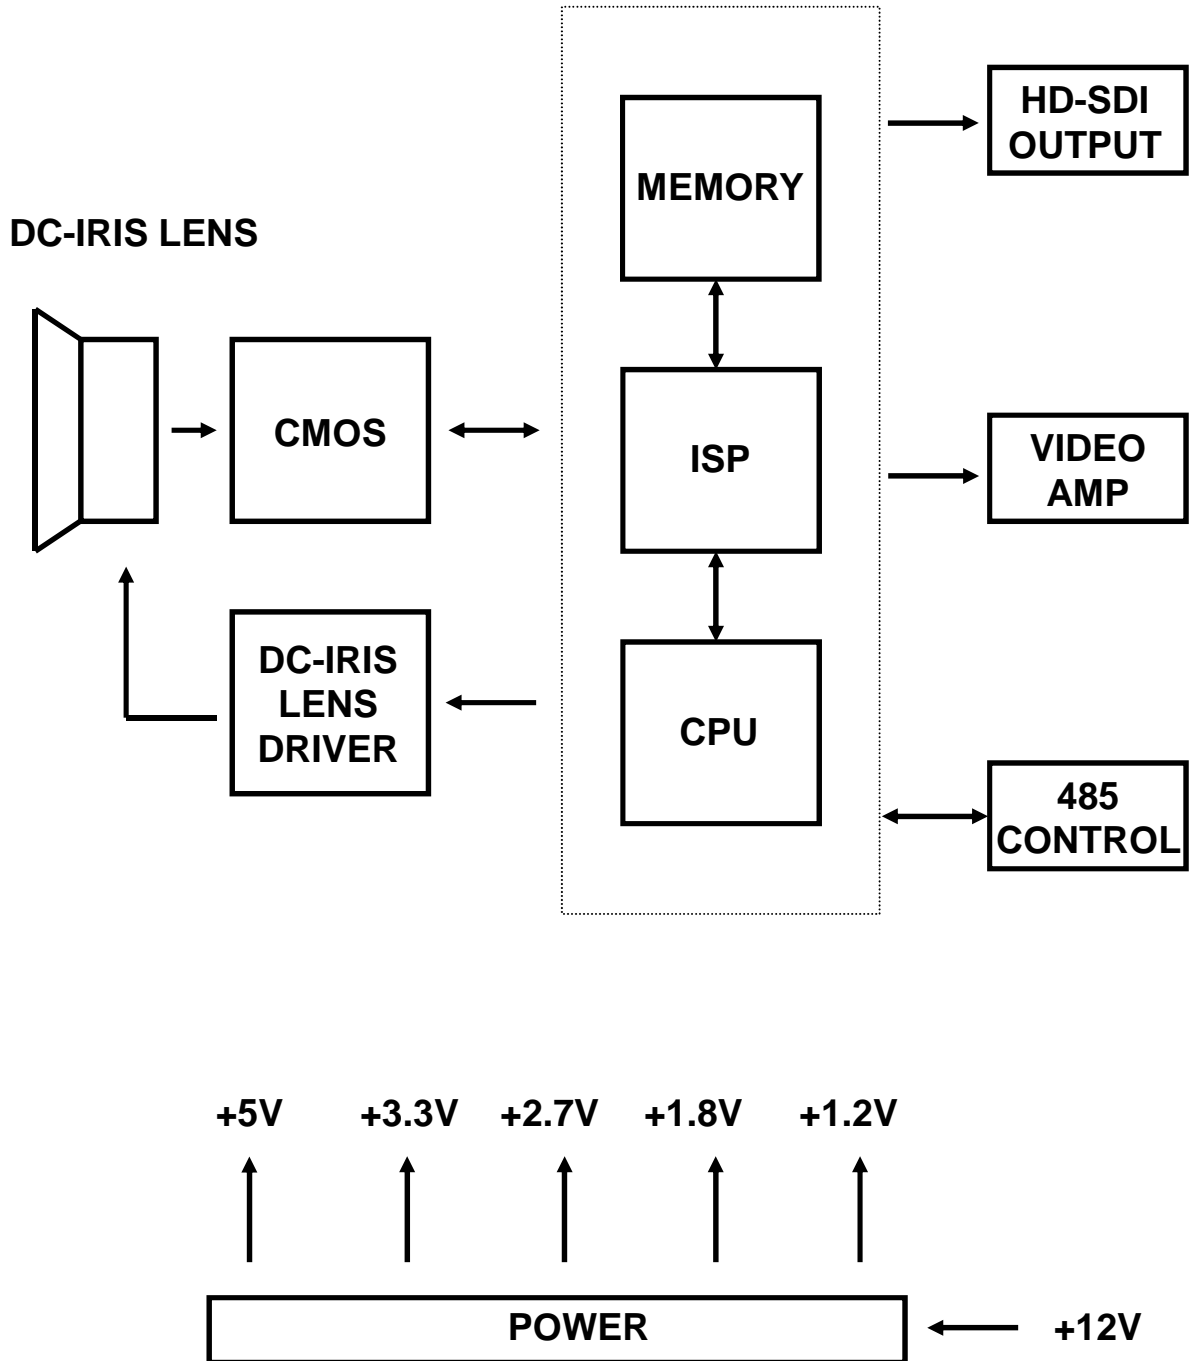 HD-SDI
OUTPUT
MEMORY
DC-IRIS LENS
CMOS
ISP
VIDEO
AMP
DC-IRIS
LENS
DRIVER
CPU
485
CONTROL
+5V
+3.3V
+2.7V
+1.8V
+1.2V
POWER
+12V